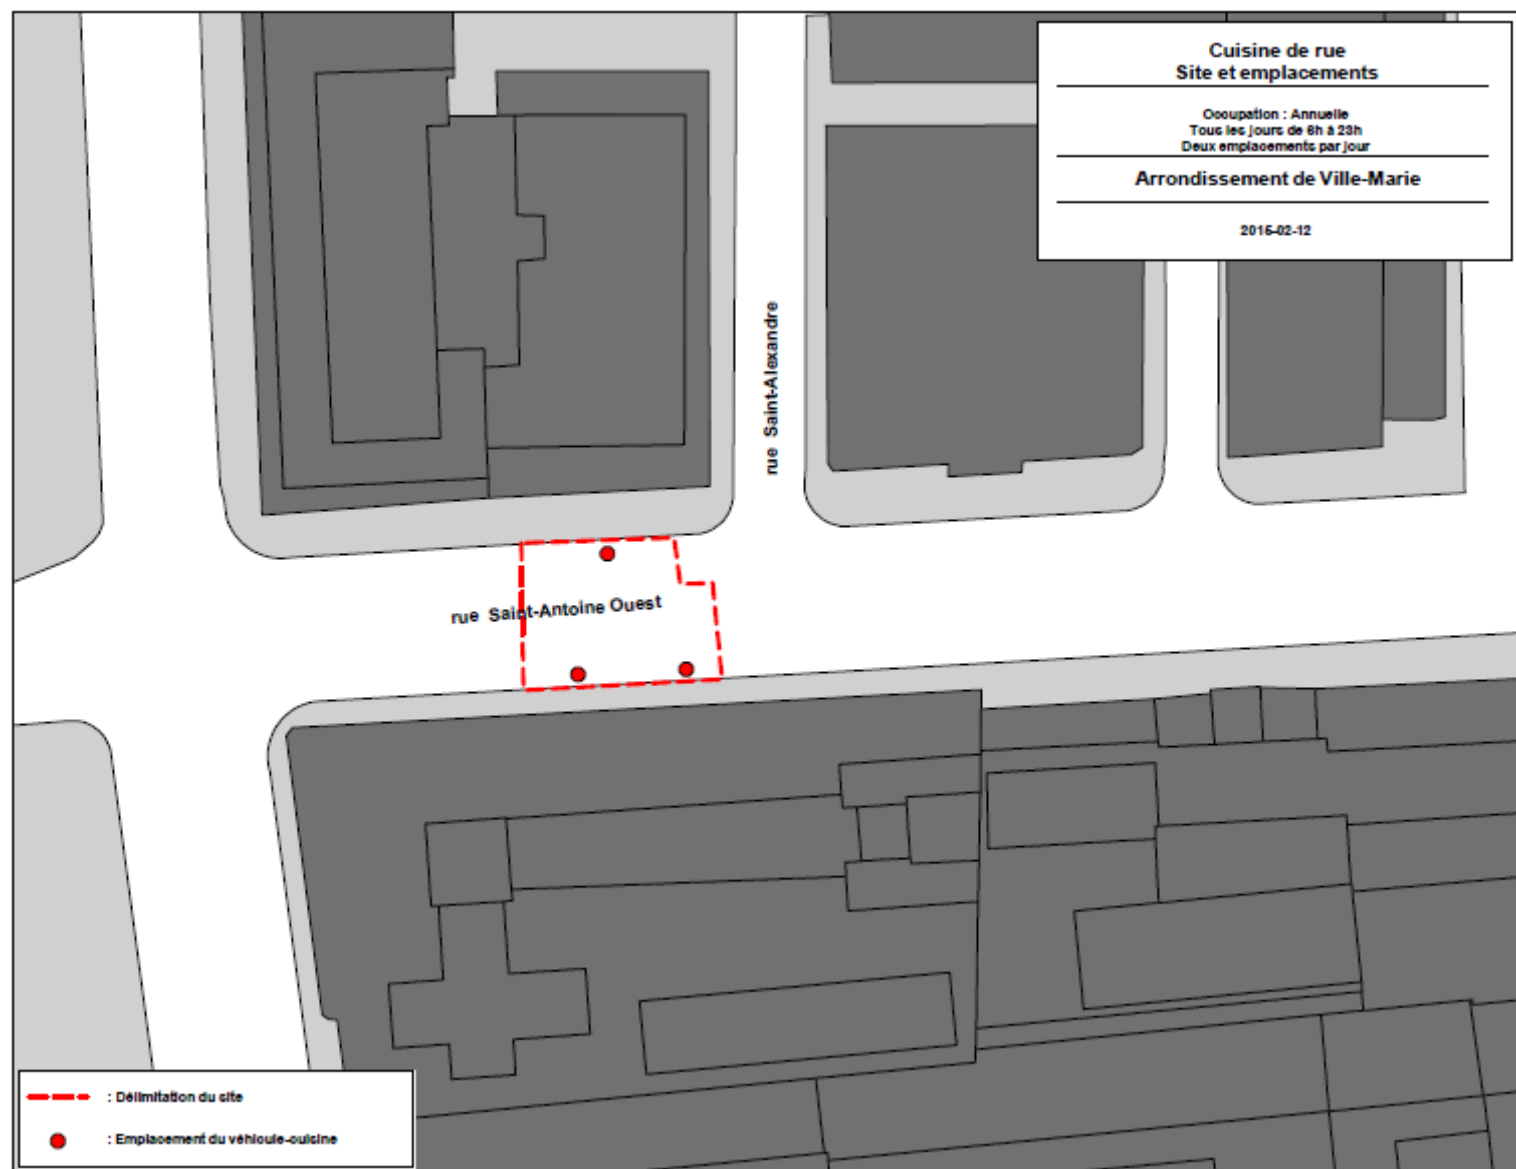 Cuisine de rue
Site et emplacements
Occupation : Annuelle
Tous les jours de 6h à 23h
Deux emplacements par jour
Arrondissement de Ville-Marie
2015-02-12
rue Saint-Alexandre
rue Saint-Antoine Ouest
: Délimitation du site
: Emplacement du véhicule-cuisine